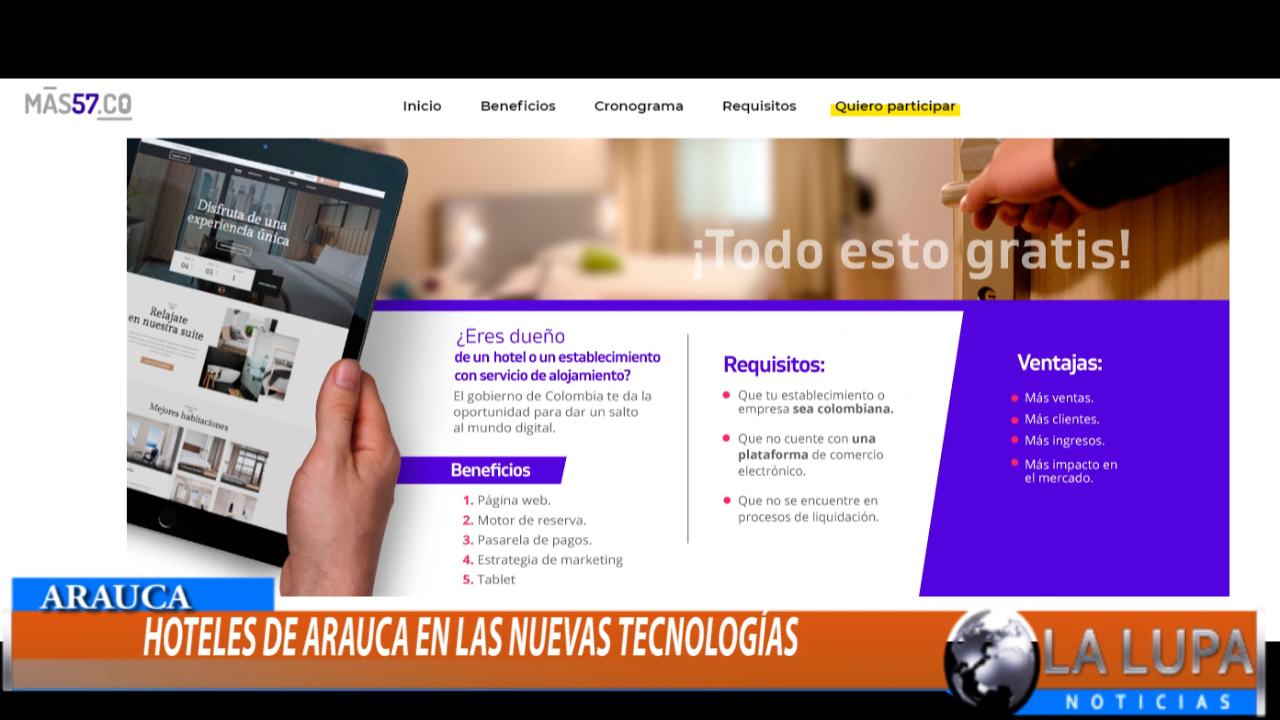 MĀS57.CO
Inicio Beneficios Cronograma Requisitos Quiero participar
Disfruta de una
experiencia única
04 05 1
Relajate
en nuestra suite
Mejores habitaciones
¡Todo esto gratis!
¿Eres dueño
de un hotel o un establecimiento
con servicio de alojamiento?
El gobierno de Colombia te da la
oportunidad para dar un salto
al mundo digital.
Beneficios
1. Página web.
2. Motor de reserva.
3. Pasarela de pagos.
4. Estrategia de marketing
5. Tablet
Requisitos:
Que tu establecimiento o
empresa sea colombiana.
Que no cuente con una
plataforma de comercio
electrónico.
Que no se encuentre en
procesos de liquidación.
Ventajas:
Más ventas.
Más clientes.
Más ingresos.
Más impacto en
el mercado.
ARAUCA
HOTELES DE ARAUCA EN LAS NUEVAS TECNOLOGÍAS
LA LUPA
NOTICIAS